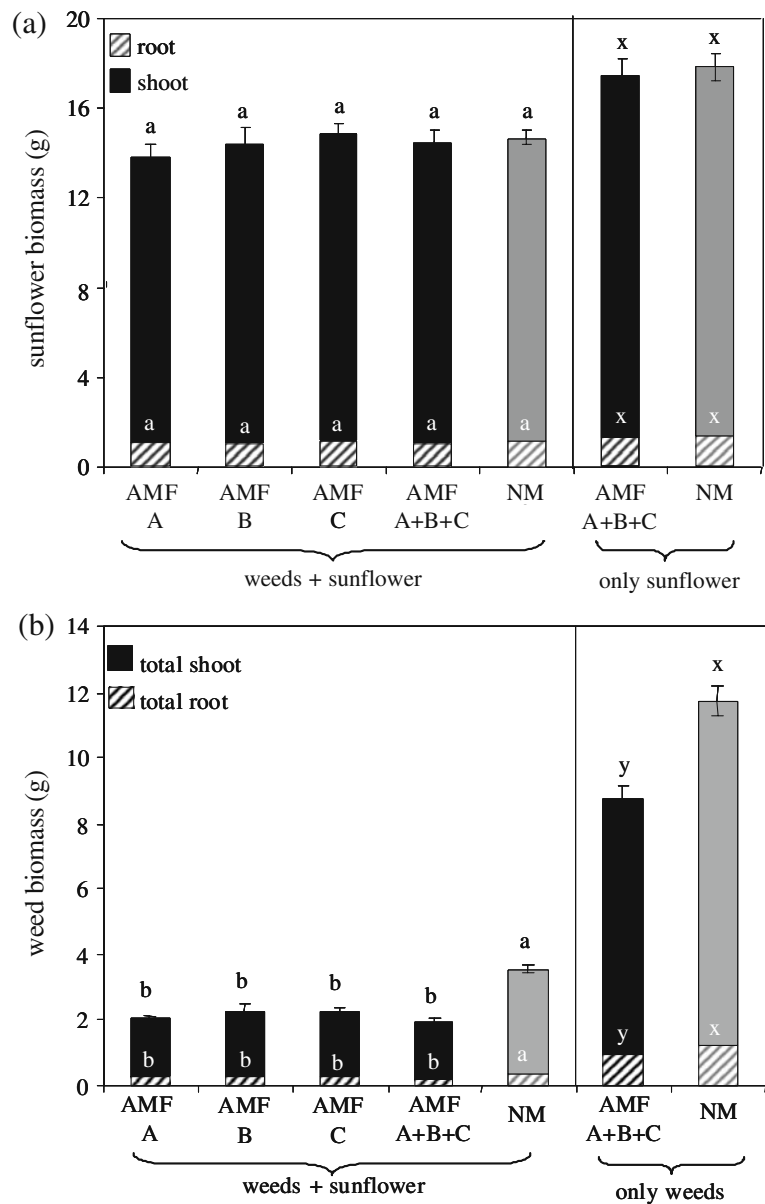 (a)
20
16
12
8
4
0
sunflower biomass (g)
root
shoot
a a a a a x x
a a a a a x x
AMF AMF AMF AMF NM AMF NM
A B C A+B+C A+B+C
weeds + sunflower only sunflower
(b)
14
12
10
8
6
4
2
0
weed biomass (g)
total shoot
total root
b b b b a y x
b b b b a y x
AMF AMF AMF AMF NM AMF NM
A B C A+B+C A+B+C
weeds + sunflower only weeds